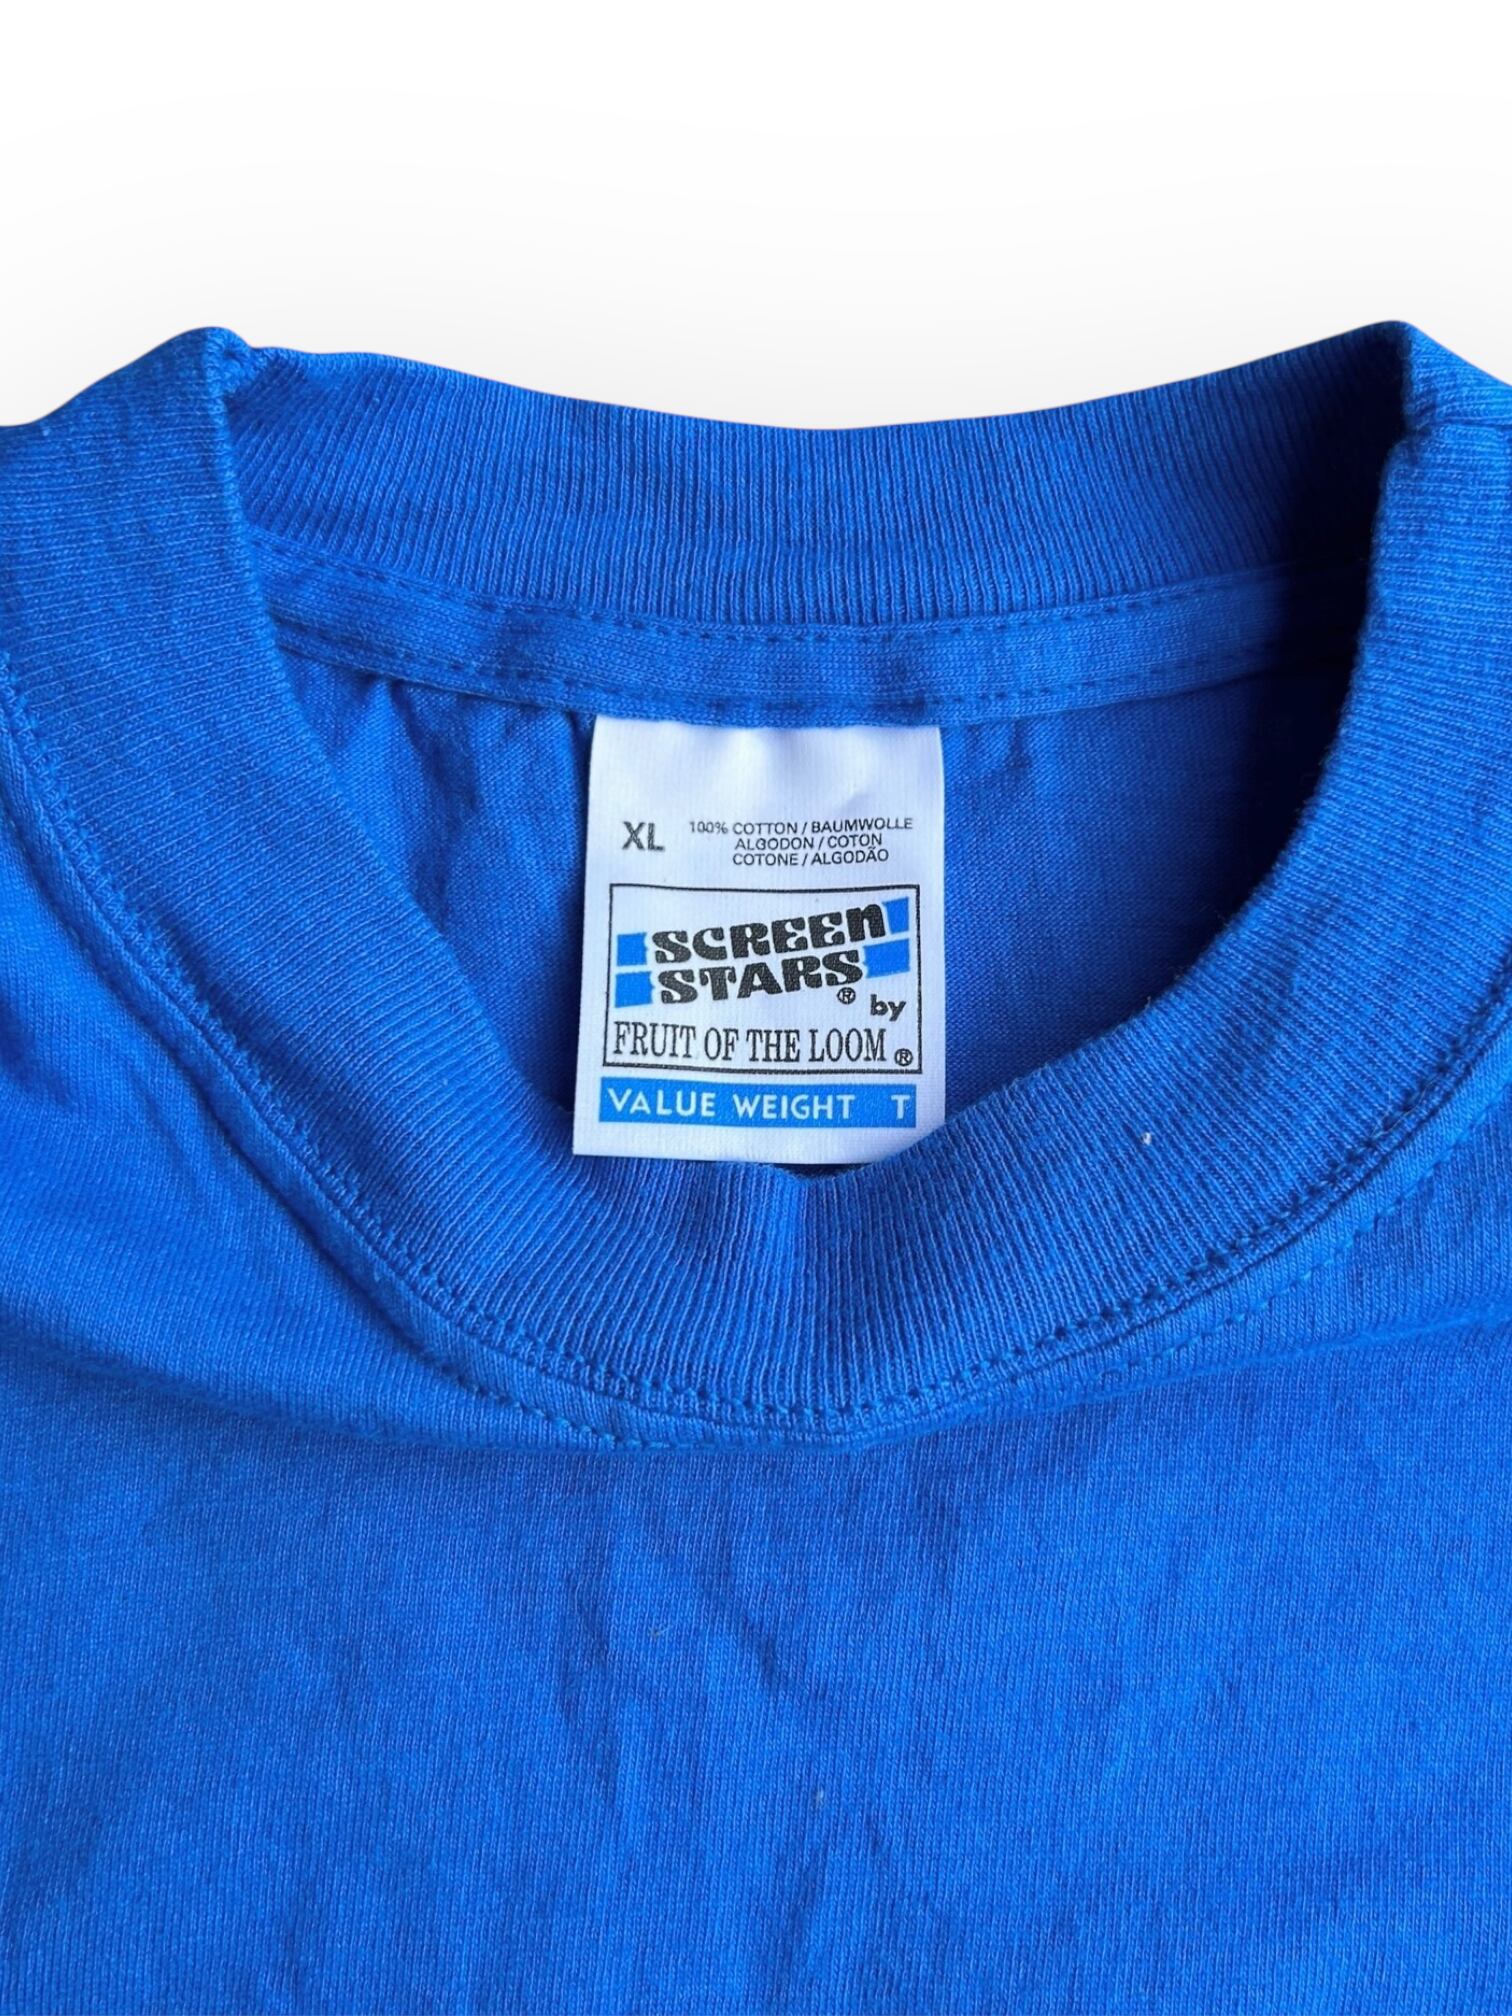 XL 100% COTTON / BAUMWOLLE
ALGODON / COTON
COTONE / ALGODÃO
SCREEN
STARS® by
FRUIT OF THE LOOM®
VALUE WEIGHT T